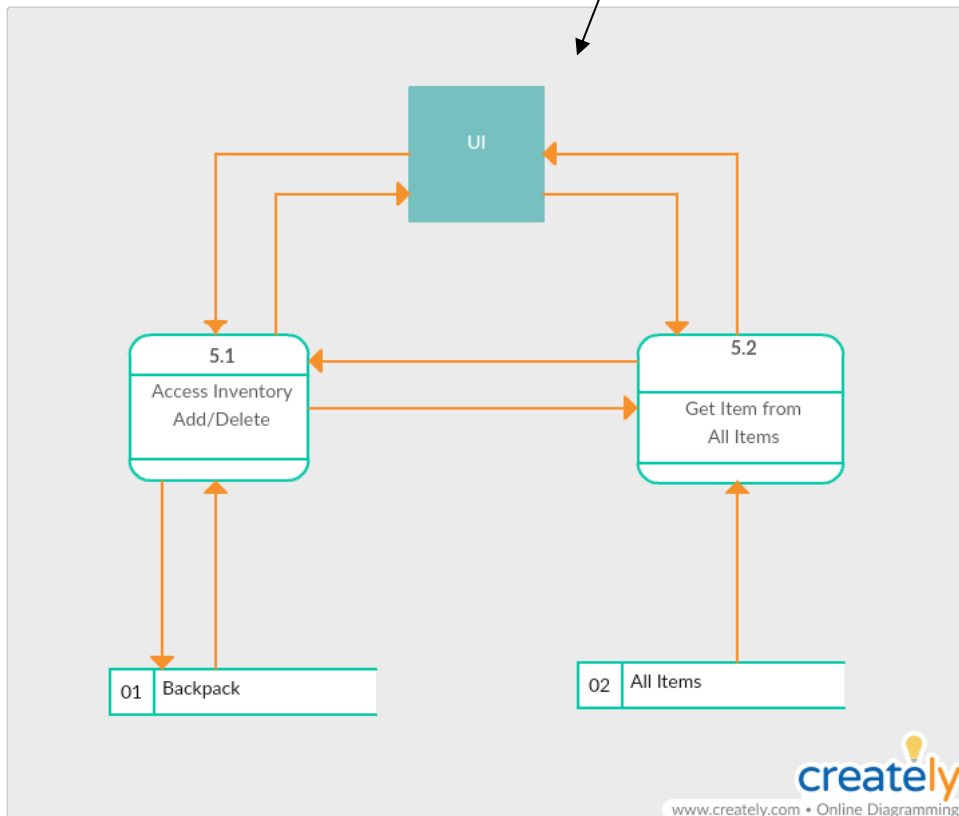 UI
5.1
Access Inventory
Add/Delete
5.2
Get Item from
All Items
01 Backpack
02 All Items
creately
www.creately.com • Online Diagramming